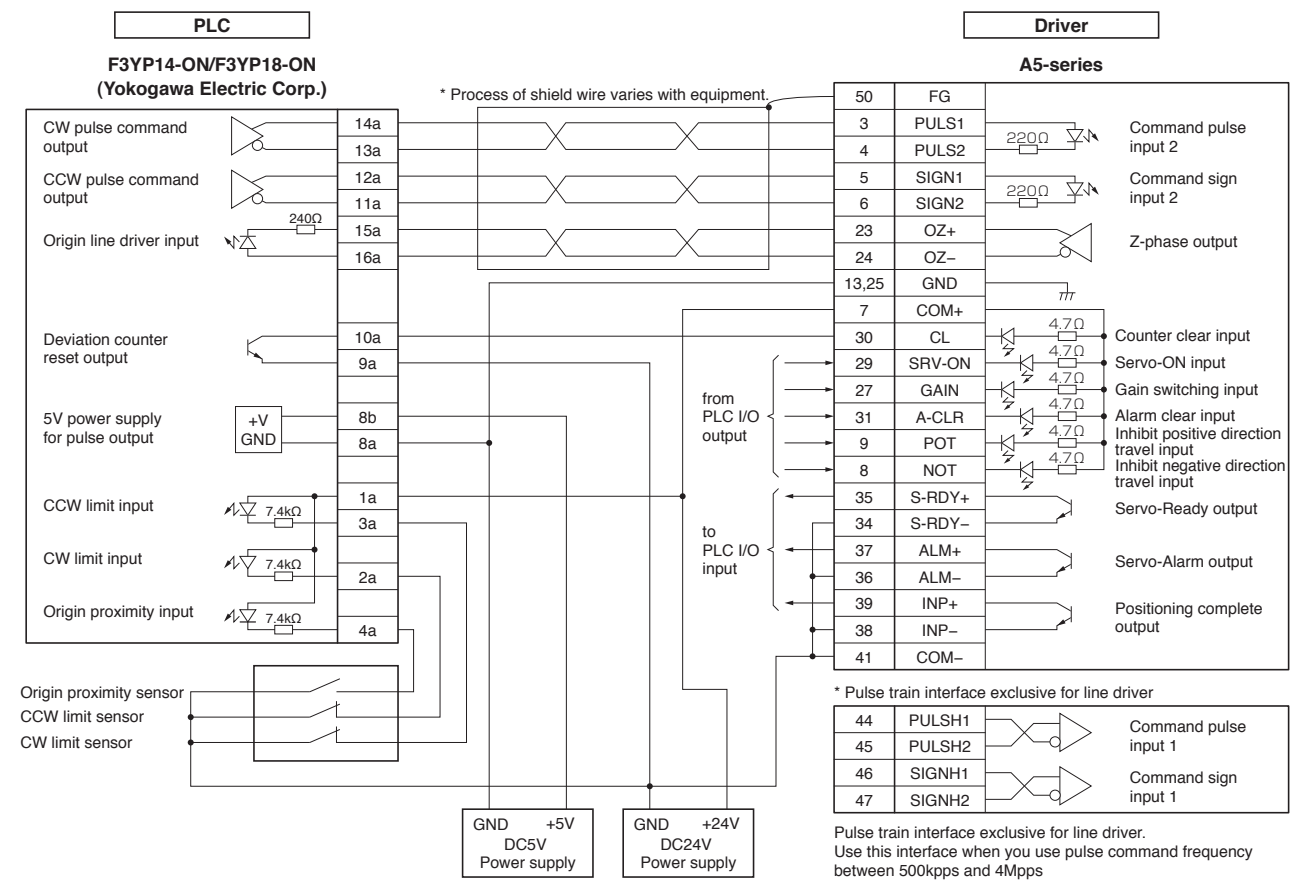 PLC
Driver
F3YP14-ON/F3YP18-ON
(Yokogawa Electric Corp.)
A5-series
* Process of shield wire varies with equipment.
CW pulse command
output
14a
13a
CCW pulse command
output
12a
11a
240Ω
Origin line driver input
15a
16a
Deviation counter
reset output
10a
9a
5V power supply
for pulse output
+V
GND
8b
8a
CCW limit input
7.4kΩ
1a
3a
CW limit input
7.4kΩ
2a
Origin proximity input
7.4kΩ
4a
Origin proximity sensor
CCW limit sensor
CW limit sensor
GND +5V
DC5V
Power supply
GND +24V
DC24V
Power supply
from
PLC I/O
output
to
PLC I/O
input
50 FG
3 PULS1
4 PULS2
220Ω
Command pulse
input 2
5 SIGN1
6 SIGN2
220Ω
Command sign
input 2
23 OZ+
24 OZ−
Z-phase output
13,25 GND
7 COM+
30 CL
4.7Ω
Counter clear input
29 SRV-ON
4.7Ω
Servo-ON input
27 GAIN
4.7Ω
Gain switching input
31 A-CLR
4.7Ω
Alarm clear input
9 POT
4.7Ω
Inhibit positive direction
travel input
8 NOT
4.7Ω
Inhibit negative direction
travel input
35 S-RDY+
34 S-RDY−
Servo-Ready output
37 ALM+
36 ALM−
Servo-Alarm output
39 INP+
38 INP−
Positioning complete
output
41 COM−
* Pulse train interface exclusive for line driver
44 PULSH1
45 PULSH2
Command pulse
input 1
46 SIGNH1
47 SIGNH2
Command sign
input 1
Pulse train interface exclusive for line driver.
Use this interface when you use pulse command frequency
between 500kpps and 4Mpps